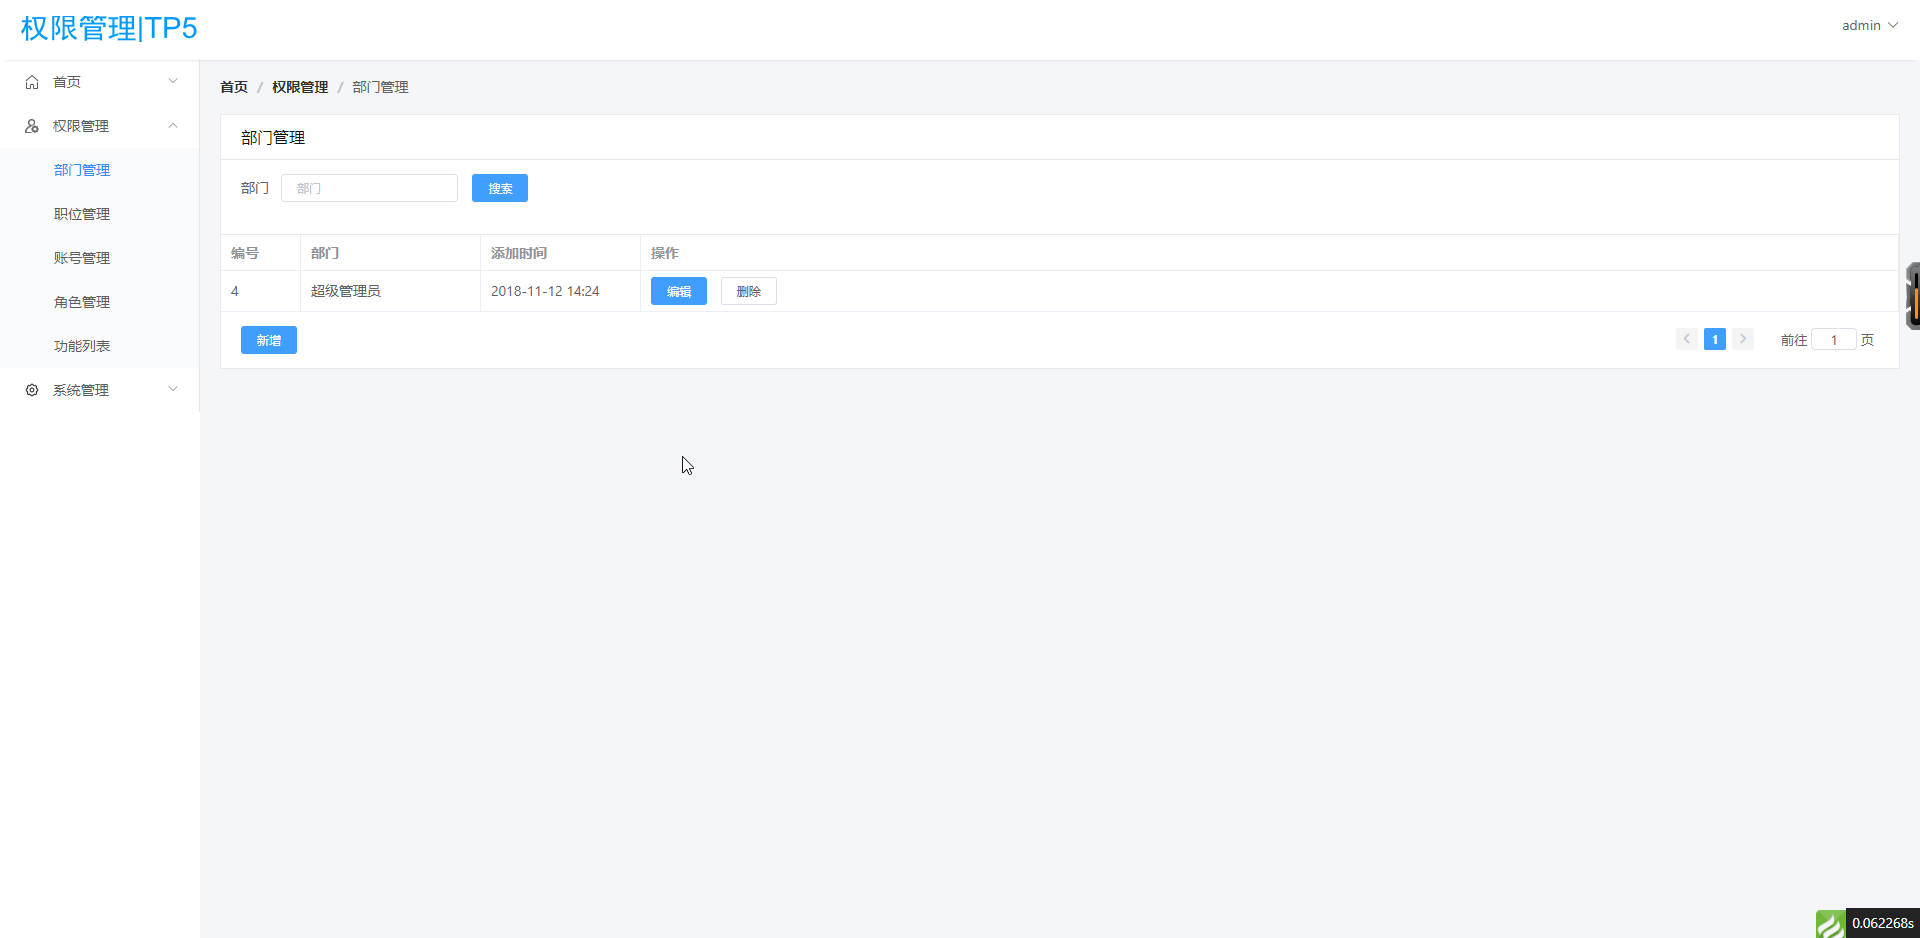 权限管理|TP5
admin
首页
权限管理
部门管理
职位管理
账号管理
角色管理
功能列表
系统管理
首页 / 权限管理 / 部门管理
部门管理
部门 部门 搜索
编号 部门 添加时间 操作
4 超级管理员 2018-11-12 14:24 编辑 删除
新增 1 前往 1 页
0.062268s